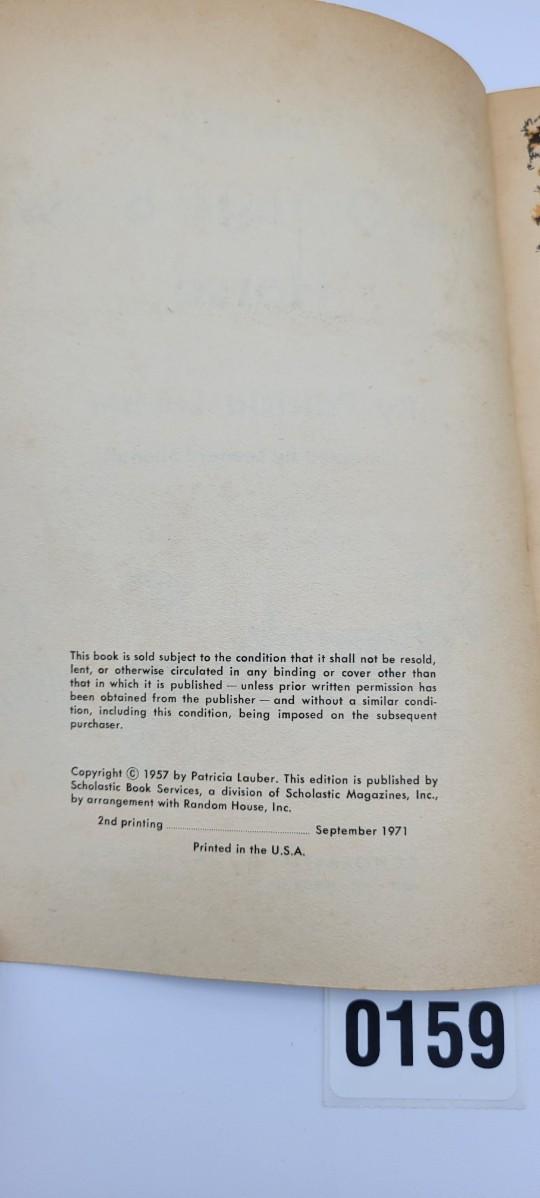 This book is sold subject to the condition that it shall not be resold,
lent, or otherwise circulated in any binding or cover other than
that in which it is published — unless prior written permission has
been obtained from the publisher — and without a similar condi-
tion, including this condition, being imposed on the subsequent
purchaser.
Copyright © 1957 by Patricia Lauber. This edition is published by
Scholastic Book Services, a division of Scholastic Magazines, Inc.,
by arrangement with Random House, Inc.
2nd printing ........................................ September 1971
Printed in the U.S.A.
0159